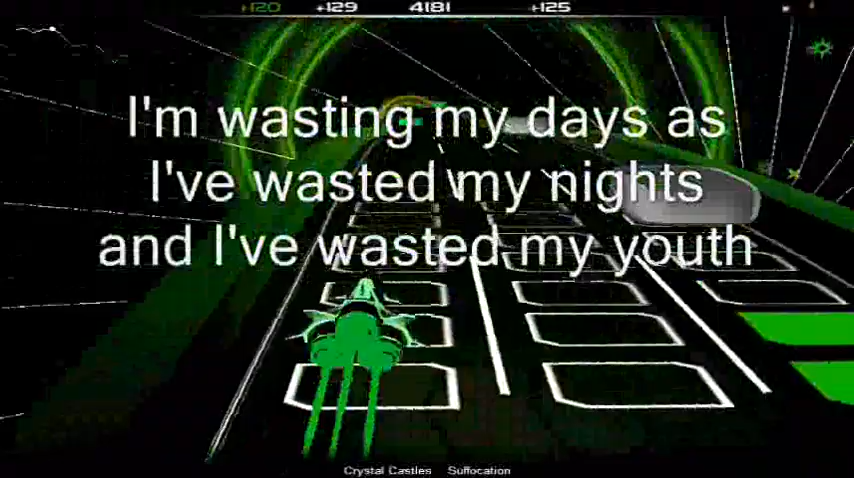 +120 +129 4181 +125
I'm wasting my days as
I've wasted my nights
and I've wasted my youth
Crystal Castles Suffocation